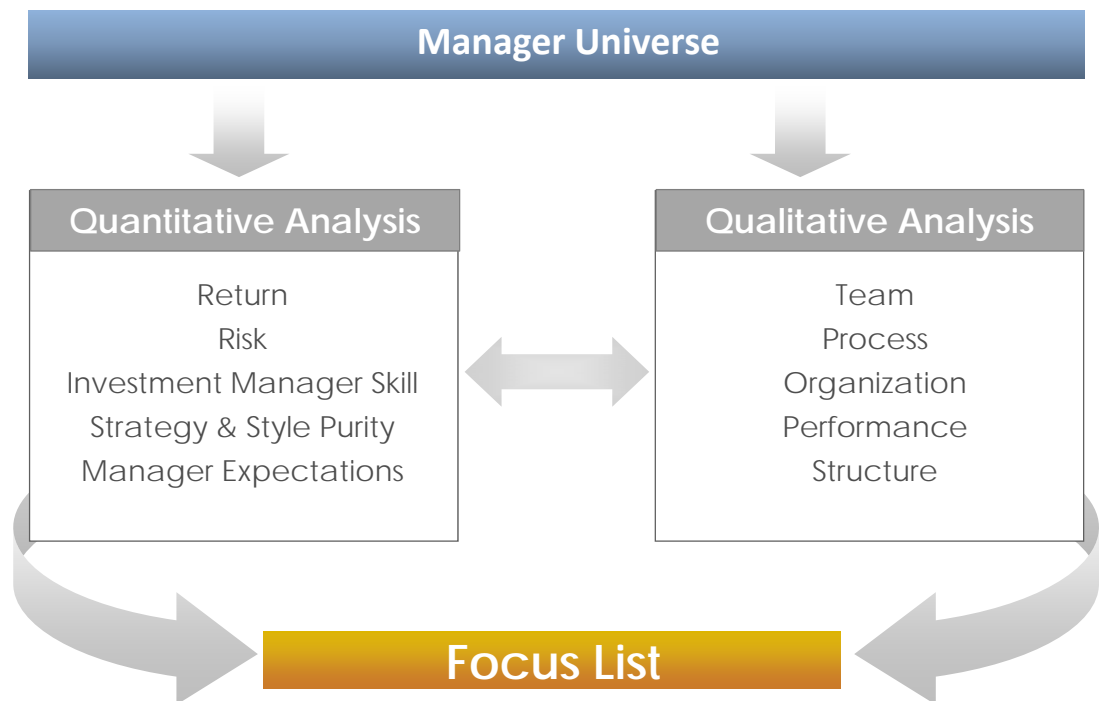 Manager Universe
Quantitative Analysis
Return
Risk
Investment Manager Skill
Strategy & Style Purity
Manager Expectations
Qualitative Analysis
Team
Process
Organization
Performance
Structure
Focus List